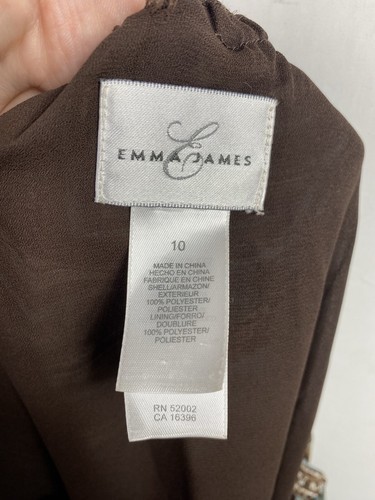 E
EMMA JAMES
10
MADE IN CHINA
HECHO EN CHINA
FABRIQUE EN CHINE
SHELL/ARMAZON/
EXTERIEUR
100% POLYESTER/
POLIESTER
LINING/FORRO/
DOUBLURE
100% POLYESTER/
POLIESTER
RN 52002
CA 16396